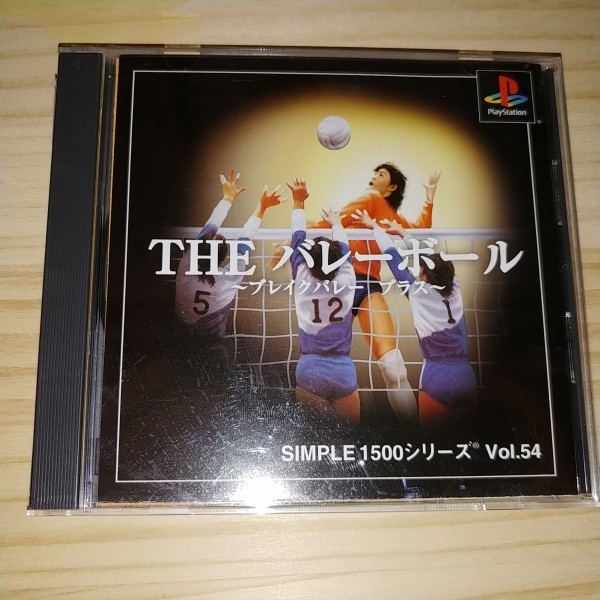 PlayStation
THE バレーボール
～ブレイクバレー プラス～
5
12
1
SIMPLE 1500シリーズ® Vol.54